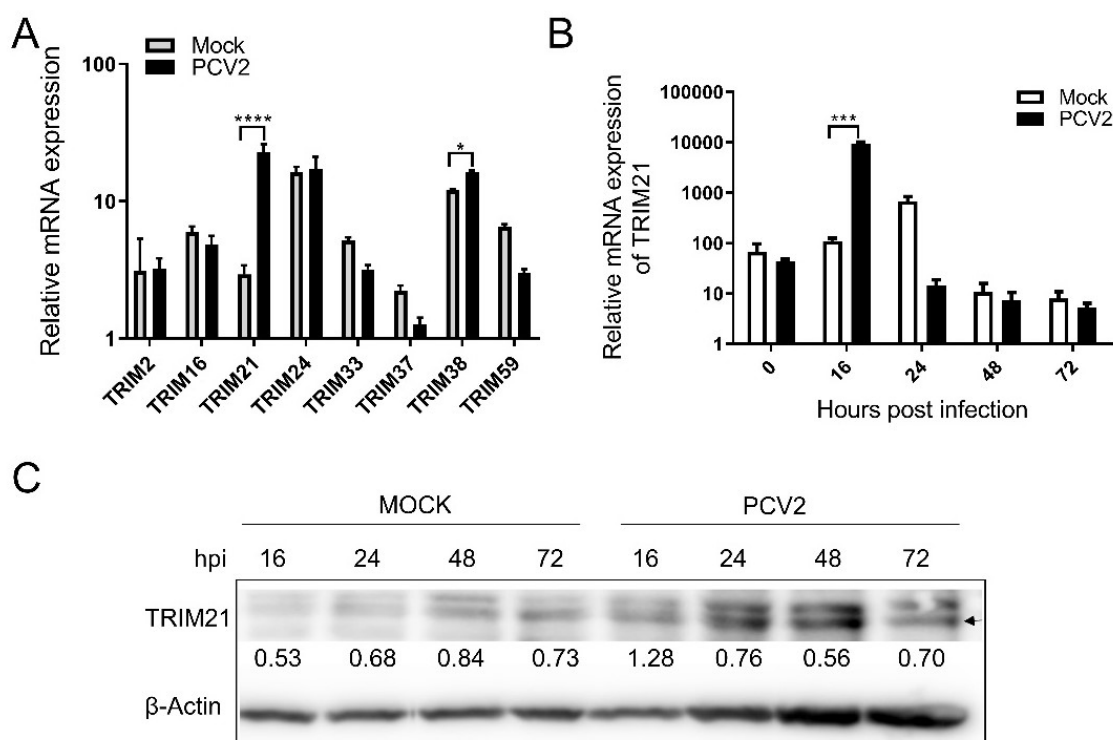 A
Mock
PCV2
Relative mRNA expression
100
10
1
****
*
TRIM2
TRIM16
TRIM21
TRIM24
TRIM33
TRIM37
TRIM38
TRIM59
B
Mock
PCV2
Relative mRNA expression
of TRIM21
100000
10000
1000
100
10
1
***
0
16
24
48
72
Hours post infection
C
MOCK PCV2
hpi 16 24 48 72 16 24 48 72
TRIM21
0.53 0.68 0.84 0.73 1.28 0.76 0.56 0.70
β-Actin